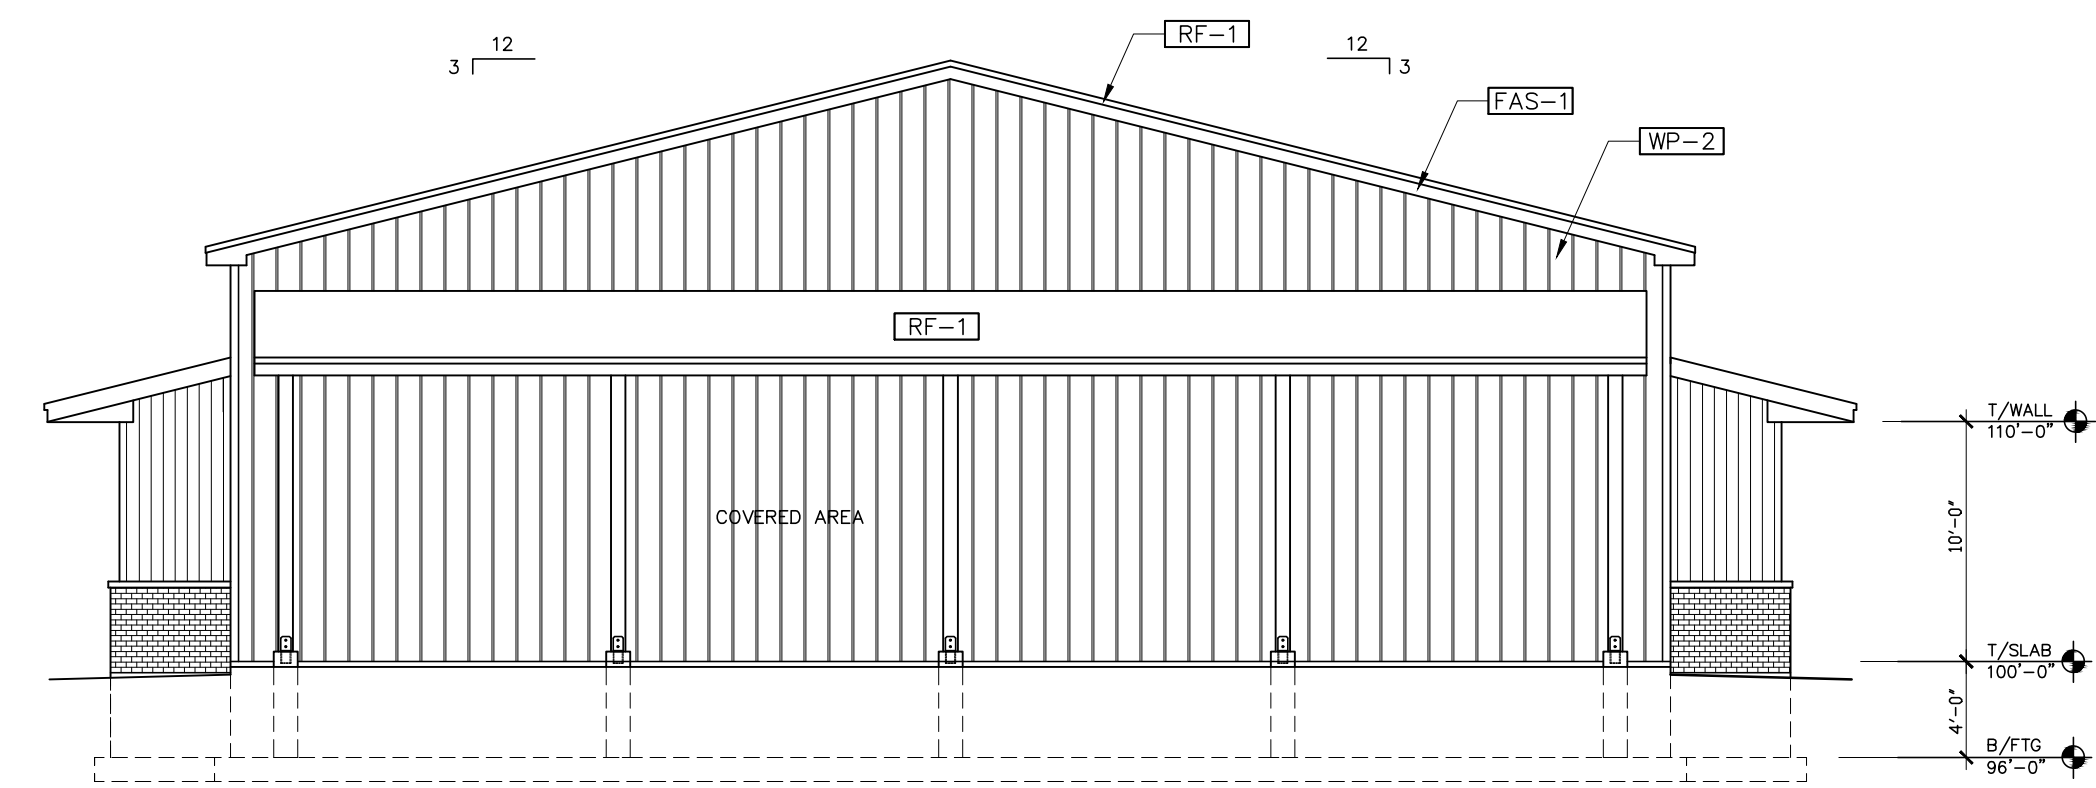 12
3
12
3
RF-1
FAS-1
WP-2
RF-1
COVERED AREA
T/WALL
110'-0"
10'-0"
T/SLAB
100'-0"
4'-0"
B/FTG
96'-0"